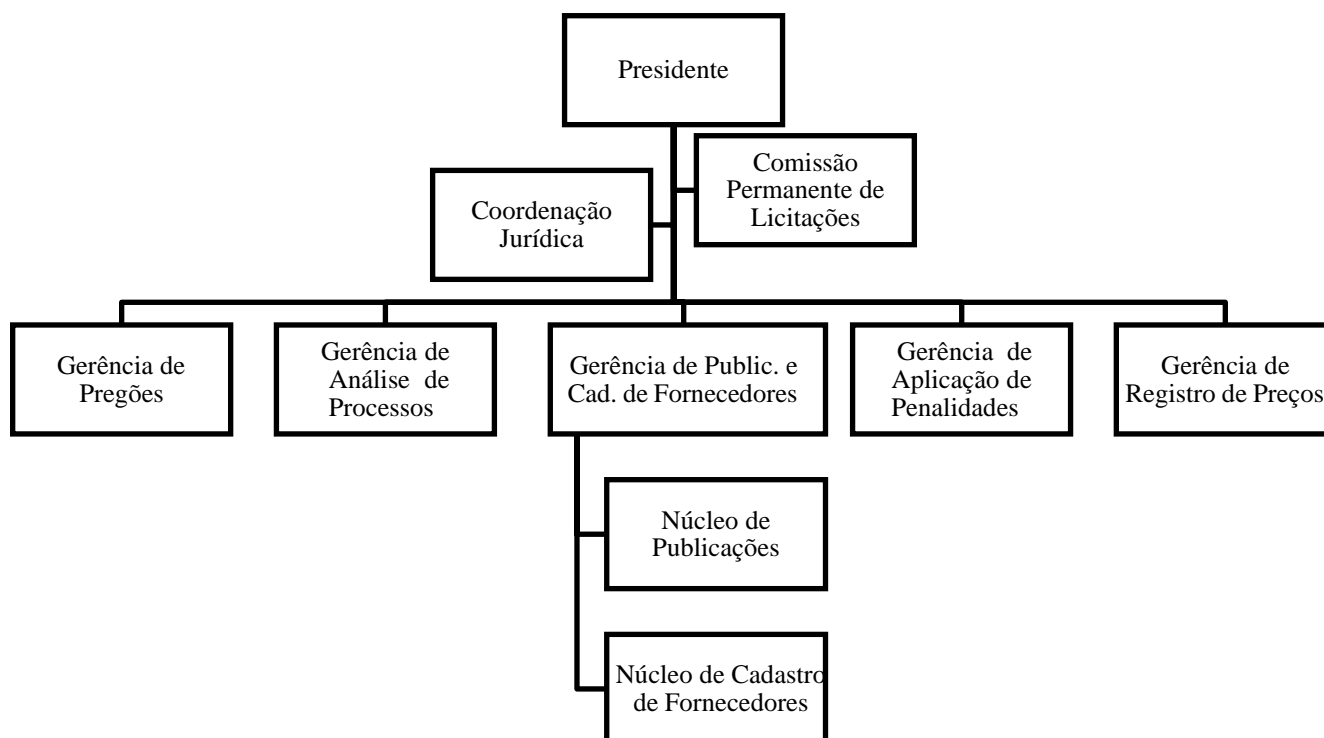 Presidente
Comissão
Permanente de
Licitações
Coordenação
Jurídica
Gerência de
Pregões
Gerência de
Análise de
Processos
Gerência de Public. e
Cad. de Fornecedores
Gerência de
Aplicação de
Penalidades
Gerência de
Registro de Preços
Núcleo de
Publicações
Núcleo de Cadastro
de Fornecedores